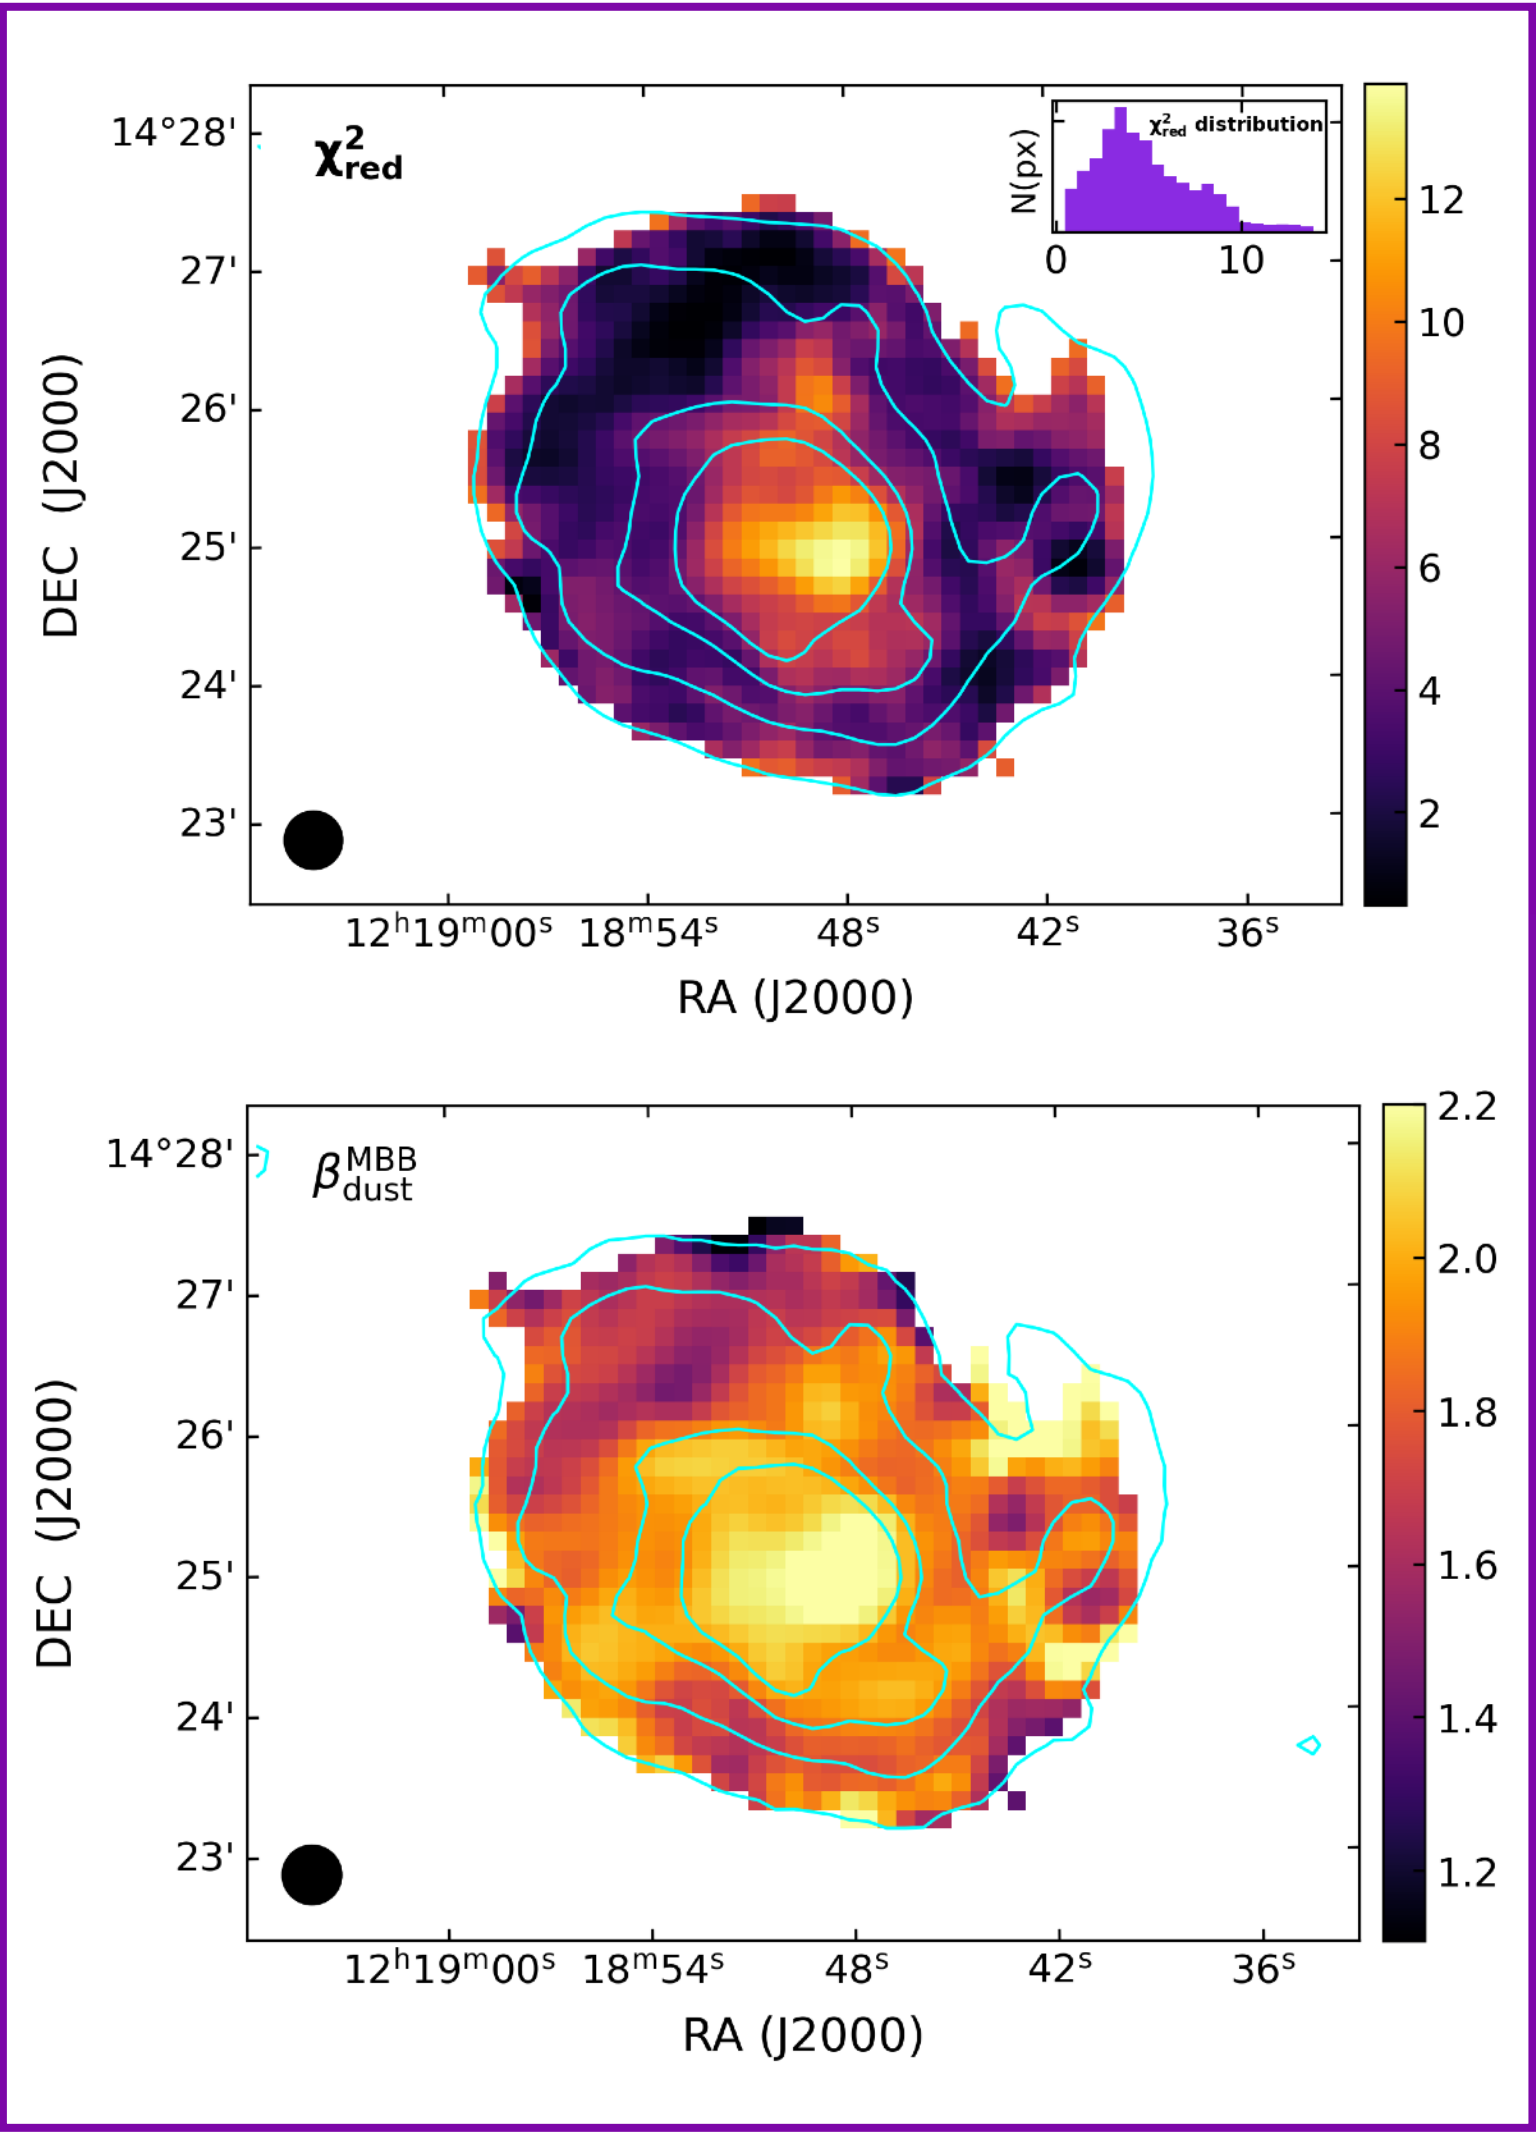 χ²red
χ²red distribution
N(px)
0 10
14°28'
27'
26'
25'
24'
23'
DEC (J2000)
12ʰ19ᵐ00ˢ 18ᵐ54ˢ 48ˢ 42ˢ 36ˢ
RA (J2000)
12
10
8
6
4
2
β MBB dust
14°28'
27'
26'
25'
24'
23'
DEC (J2000)
12ʰ19ᵐ00ˢ 18ᵐ54ˢ 48ˢ 42ˢ 36ˢ
RA (J2000)
2.2
2.0
1.8
1.6
1.4
1.2